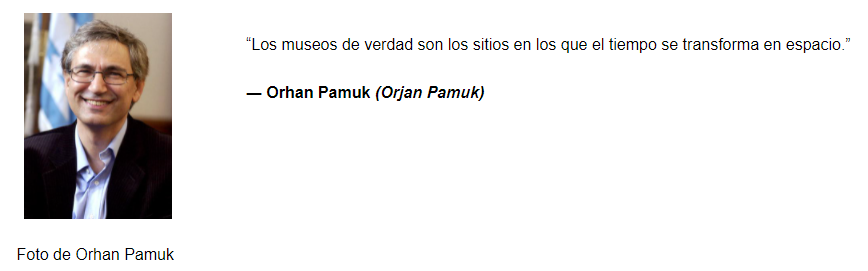 “Los museos de verdad son los sitios en los que el tiempo se transforma en espacio.”
― Orhan Pamuk (Orjan Pamuk)
Foto de Orhan Pamuk